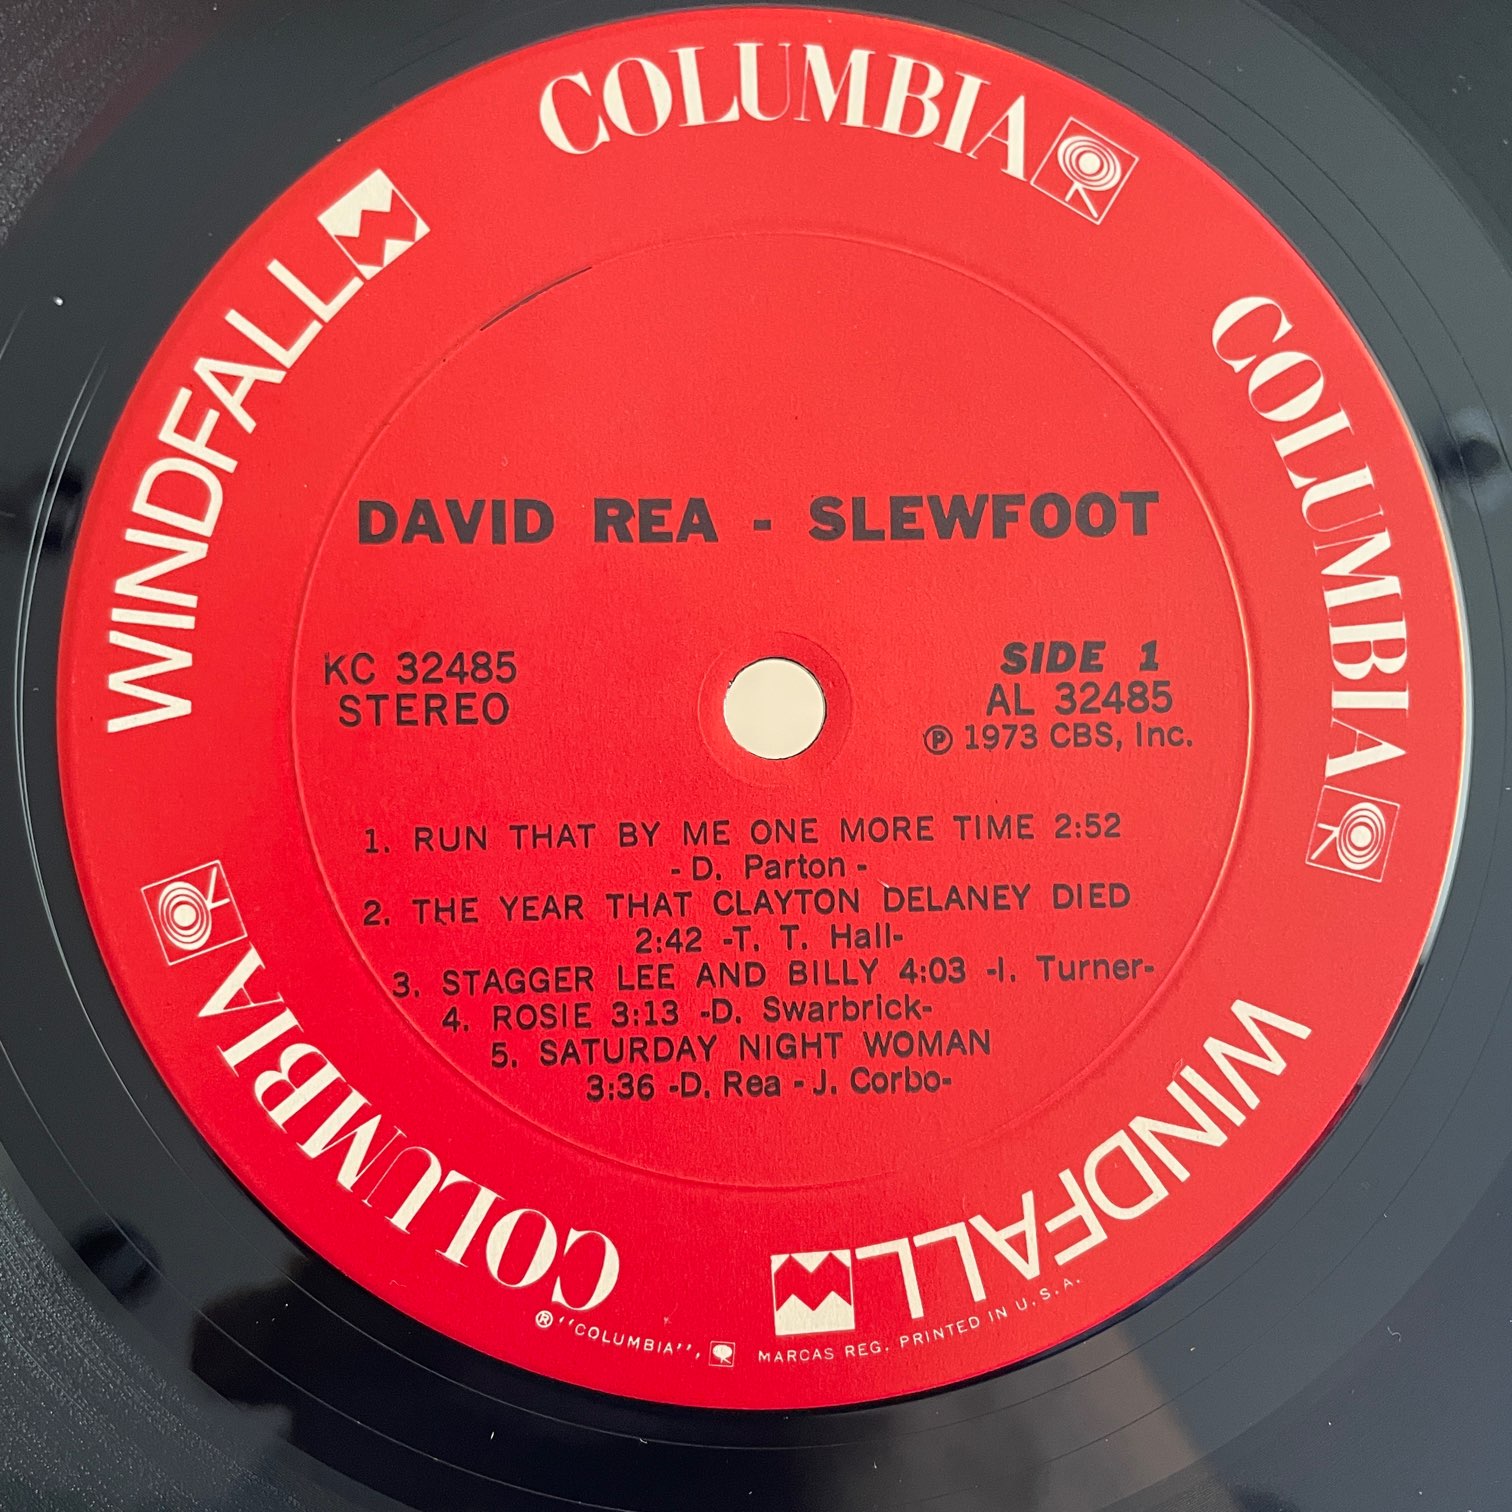 COLUMBIA
COLUMBIA
WINDFALL
COLUMBIA
WINDFALL
DAVID REA - SLEWFOOT
KC 32485
STEREO
SIDE 1
AL 32485
℗ 1973 CBS, Inc.
1. RUN THAT BY ME ONE MORE TIME 2:52
- D. Parton -
2. THE YEAR THAT CLAYTON DELANEY DIED
2:42 -T. T. Hall-
3. STAGGER LEE AND BILLY 4:03 -I. Turner-
4. ROSIE 3:13 -D. Swarbrick-
5. SATURDAY NIGHT WOMAN
3:36 -D. Rea - J. Corbo-
® "COLUMBIA", MARCAS REG. PRINTED IN U.S.A.